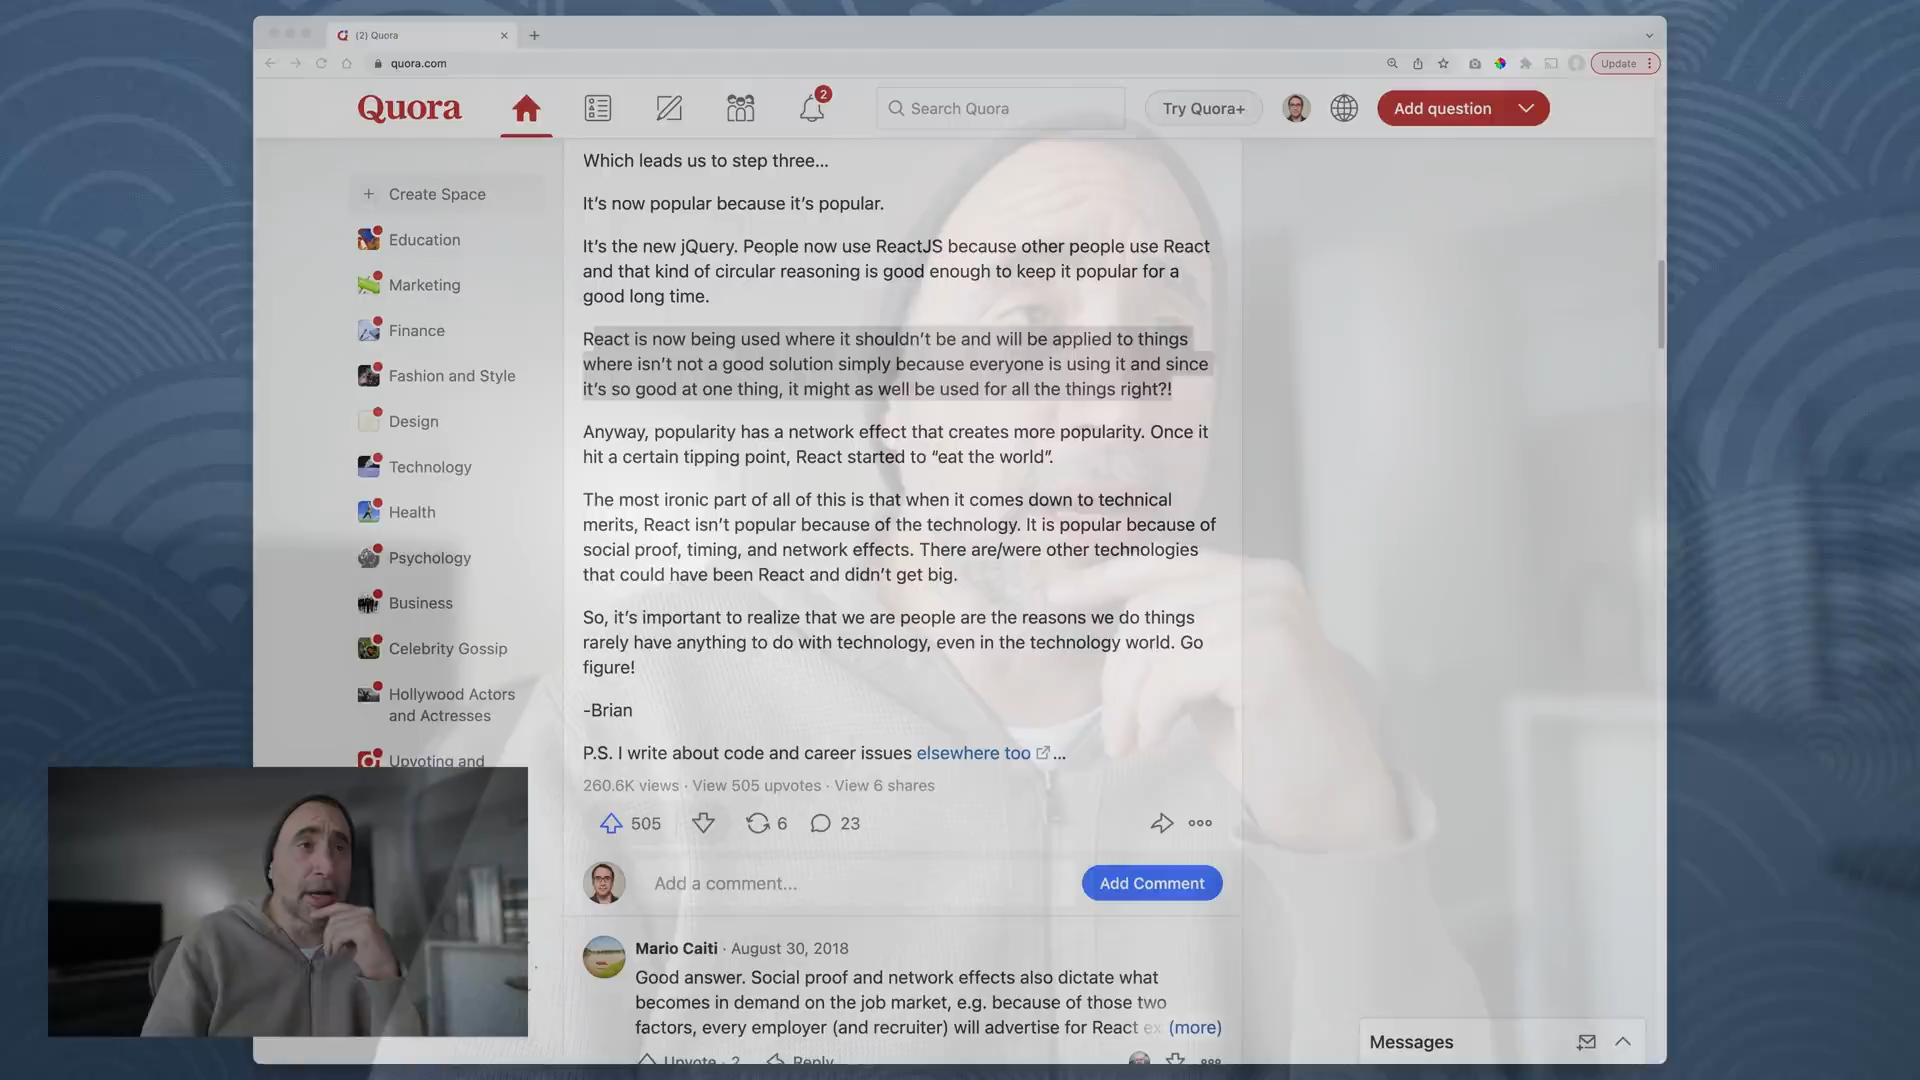 (2) Quora
quora.com
Update
Quora
2
Search Quora
Try Quora+
Add question
Create Space
Education
Marketing
Finance
Fashion and Style
Design
Technology
Health
Psychology
Business
Celebrity Gossip
Hollywood Actors
and Actresses
Upvoting and
Which leads us to step three...
It's now popular because it's popular.
It's the new jQuery. People now use ReactJS because other people use React
and that kind of circular reasoning is good enough to keep it popular for a
good long time.
React is now being used where it shouldn't be and will be applied to things
where isn't not a good solution simply because everyone is using it and since
it's so good at one thing, it might as well be used for all the things right?!
Anyway, popularity has a network effect that creates more popularity. Once it
hit a certain tipping point, React started to “eat the world”.
The most ironic part of all of this is that when it comes down to technical
merits, React isn't popular because of the technology. It is popular because of
social proof, timing, and network effects. There are/were other technologies
that could have been React and didn't get big.
So, it's important to realize that we are people are the reasons we do things
rarely have anything to do with technology, even in the technology world. Go
figure!
-Brian
P.S. I write about code and career issues elsewhere too ...
260.6K views · View 505 upvotes · View 6 shares
505 6 23
Add a comment...
Add Comment
Mario Caiti · August 30, 2018
Good answer. Social proof and network effects also dictate what
becomes in demand on the job market, e.g. because of those two
factors, every employer (and recruiter) will advertise for React ex (more)
Upvote · 2 Reply
Messages